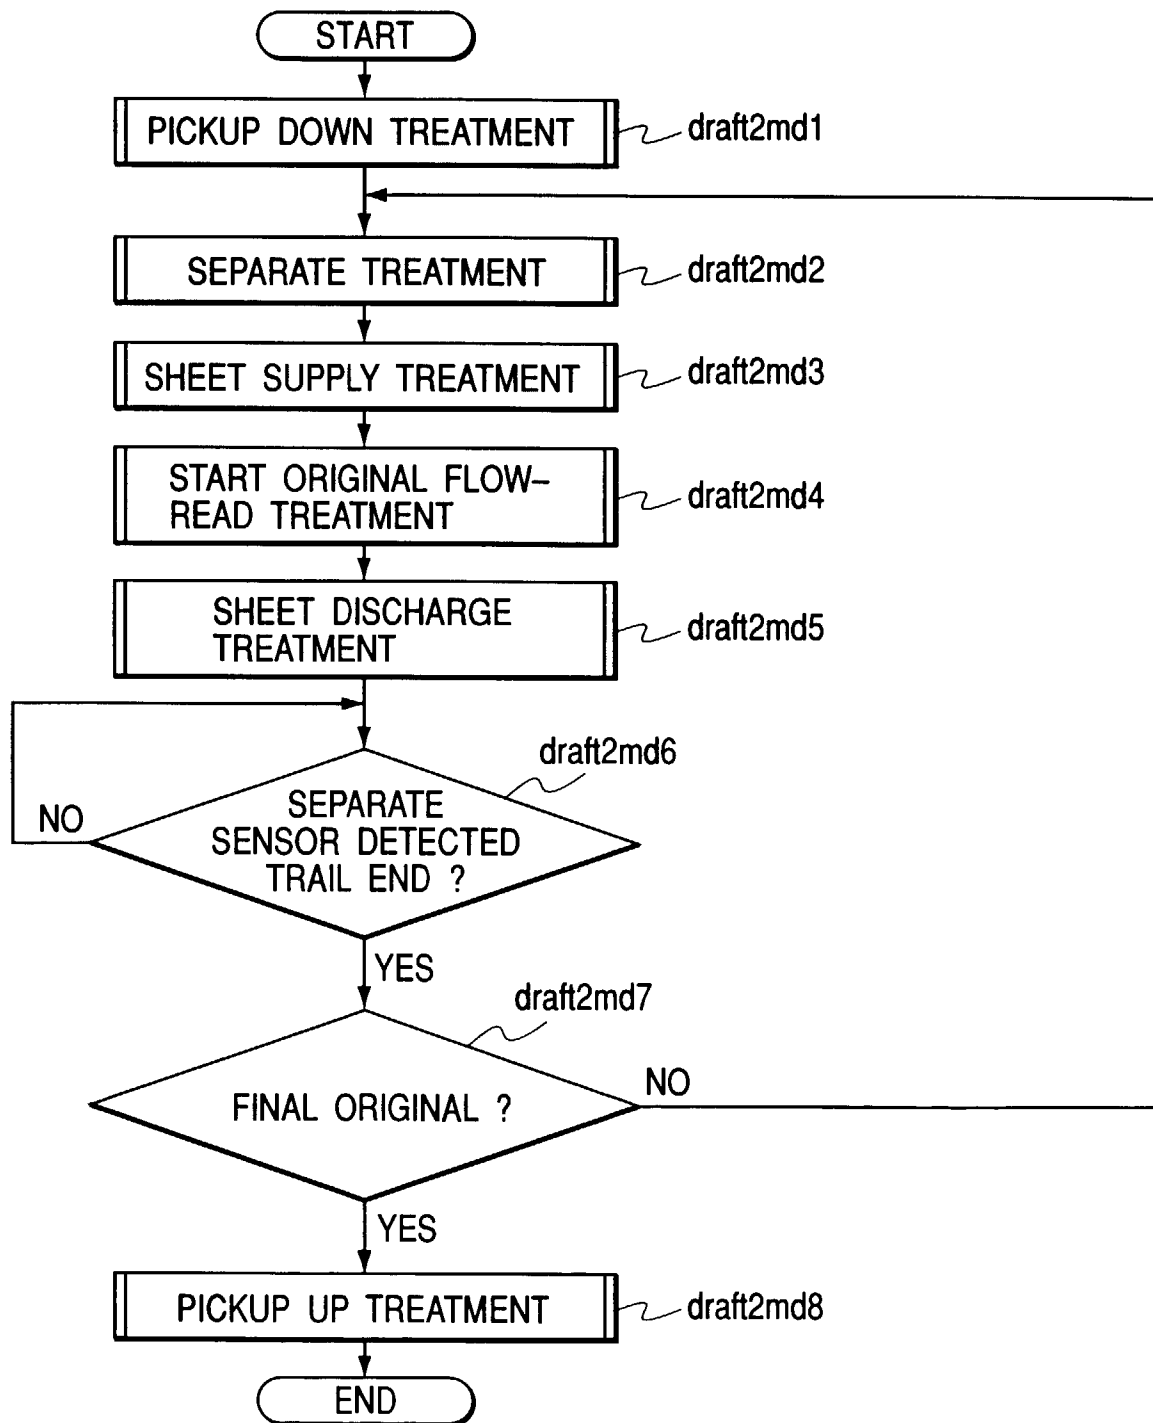 START
PICKUP DOWN TREATMENT
draft2md1
SEPARATE TREATMENT
draft2md2
SHEET SUPPLY TREATMENT
draft2md3
START ORIGINAL FLOW–
READ TREATMENT
draft2md4
SHEET DISCHARGE
TREATMENT
draft2md5
draft2md6
SEPARATE
SENSOR DETECTED
TRAIL END ?
NO
YES
draft2md7
FINAL ORIGINAL ?
NO
YES
PICKUP UP TREATMENT
draft2md8
END